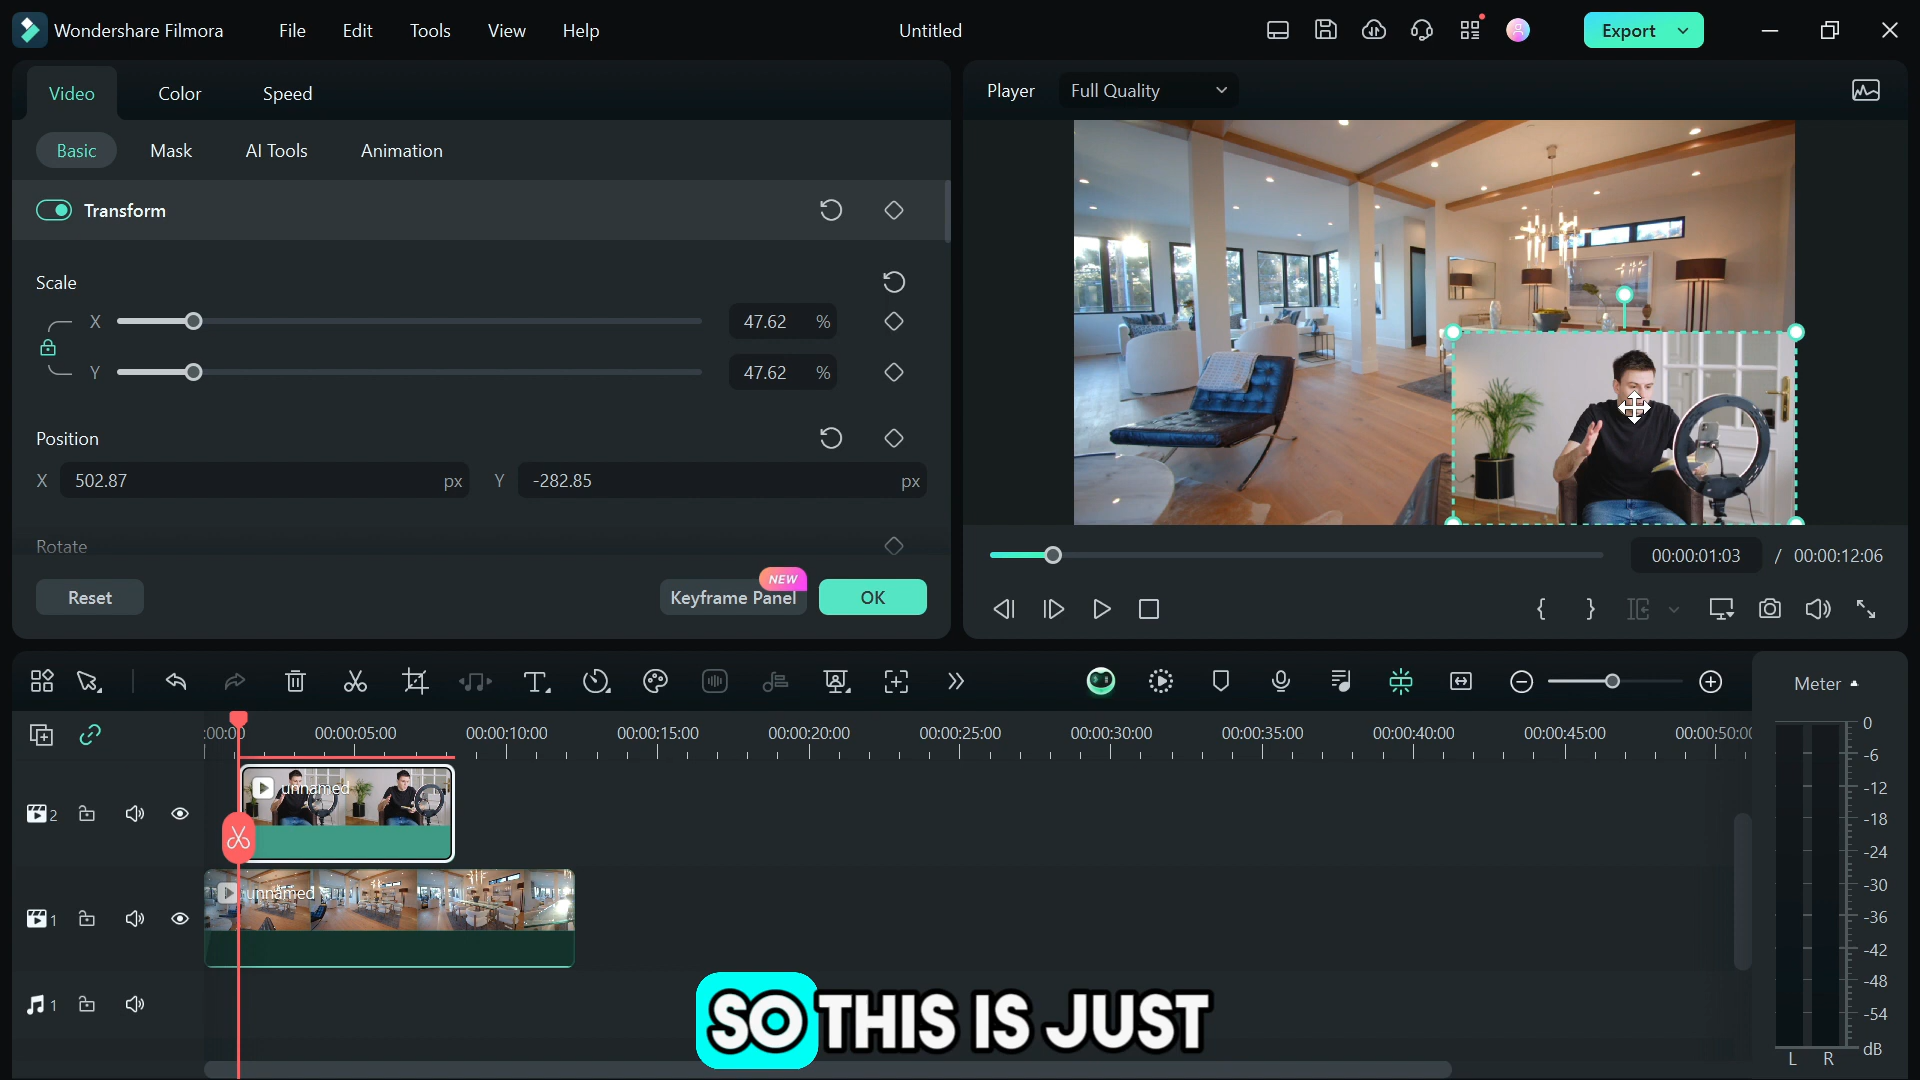 Wondershare Filmora
File
Edit
Tools
View
Help
Untitled
Export
Video
Color
Speed
Player
Full Quality
Basic
Mask
AI Tools
Animation
Transform
Scale
X
47.62
%
Y
47.62
%
Position
X
502.87
px
Y
-282.85
px
Rotate
00:00:01:03
/
00:00:12:06
Reset
NEW
Keyframe Panel
OK
Meter
:00:00
00:00:05:00
00:00:10:00
00:00:15:00
00:00:20:00
00:00:25:00
00:00:30:00
00:00:35:00
00:00:40:00
00:00:45:00
00:00:50:00
0
-6
-12
-18
-24
-30
-36
-42
-48
-54
dB
L
R
2
unnamed
1
unnamed
1
SO THIS IS JUST